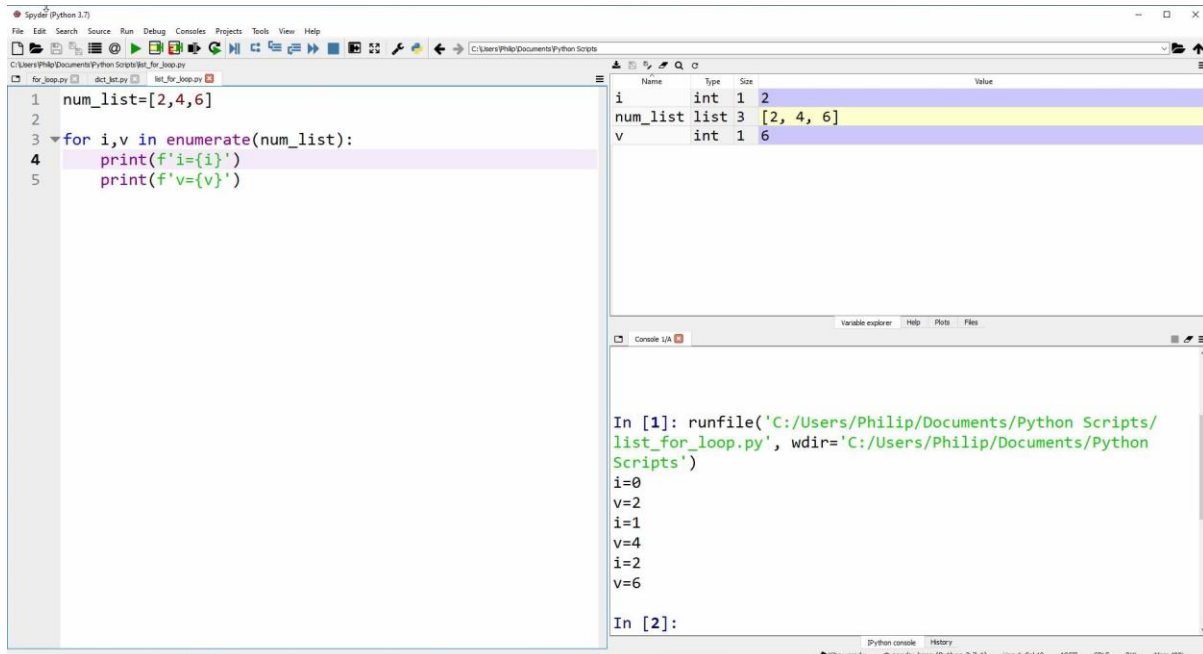 Spyder (Python 3.7)
File Edit Search Source Run Debug Consoles Projects Tools View Help
C:\Users\Philip\Documents\Python Scripts
C:\Users\Philip\Documents\Python Scripts\list_for_loop.py
for_loop.py dict_list.py list_for_loop.py
1 num_list=[2,4,6]
2
3 for i,v in enumerate(num_list):
4 print(f'i={i}')
5 print(f'v={v}')
Name Type Size Value
i int 1 2
num_list list 3 [2, 4, 6]
v int 1 6
Variable explorer Help Plots Files
Console 1/A
In [1]: runfile('C:/Users/Philip/Documents/Python Scripts/
list_for_loop.py', wdir='C:/Users/Philip/Documents/Python
Scripts')
i=0
v=2
i=1
v=4
i=2
v=6
In [2]:
IPython console History